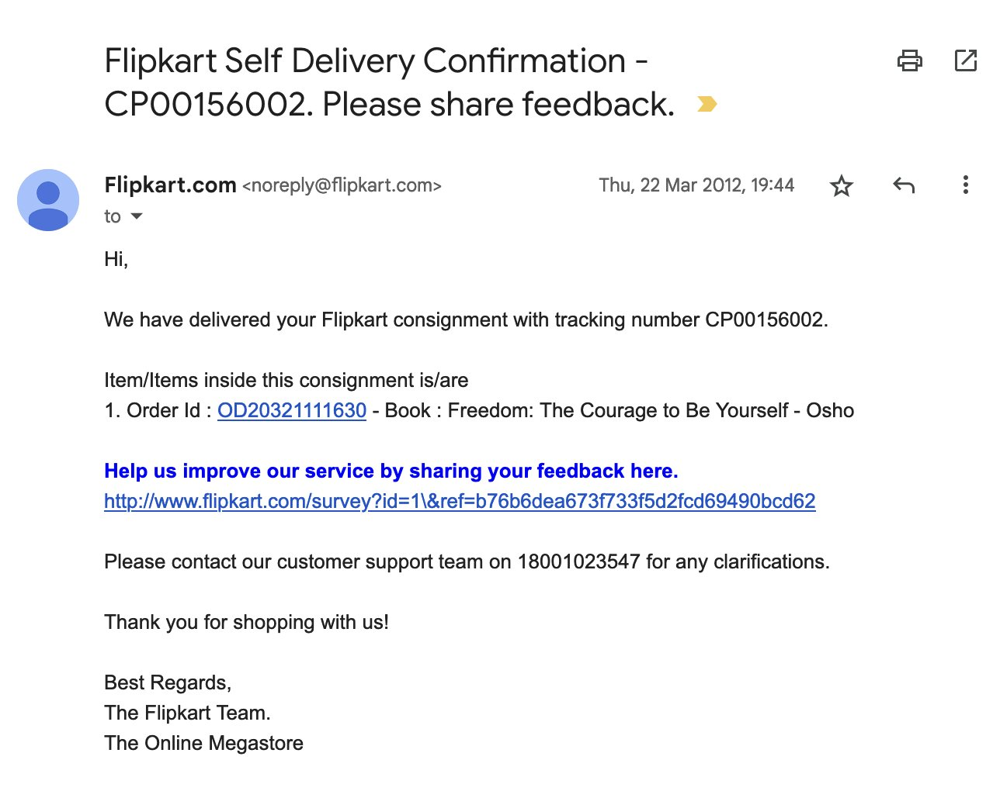 Flipkart Self Delivery Confirmation -
CP00156002. Please share feedback.
Flipkart.com <noreply@flipkart.com> Thu, 22 Mar 2012, 19:44
to
Hi,
We have delivered your Flipkart consignment with tracking number CP00156002.
Item/Items inside this consignment is/are
1. Order Id : OD20321111630 - Book : Freedom: The Courage to Be Yourself - Osho
Help us improve our service by sharing your feedback here.
http://www.flipkart.com/survey?id=1\&ref=b76b6dea673f733f5d2fcd69490bcd62
Please contact our customer support team on 18001023547 for any clarifications.
Thank you for shopping with us!
Best Regards,
The Flipkart Team.
The Online Megastore